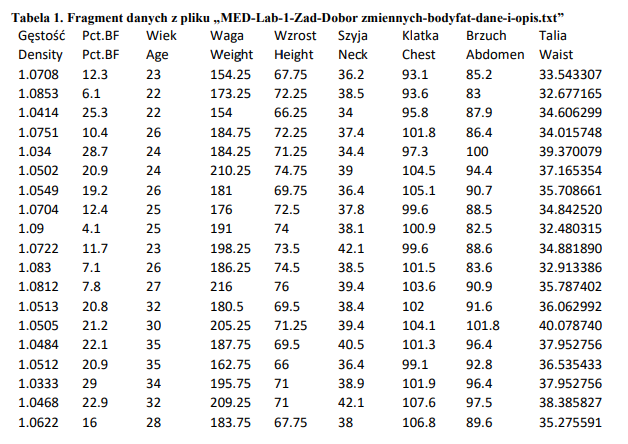 Tabela 1. Fragment danych z pliku „MED-Lab-1-Zad-Dobor zmiennych-bodyfat-dane-i-opis.txt”
Gęstość Pct.BF Wiek Waga Wzrost Szyja Klatka Brzuch Talia
Density Pct.BF Age Weight Height Neck Chest Abdomen Waist
1.0708 12.3 23 154.25 67.75 36.2 93.1 85.2 33.543307
1.0853 6.1 22 173.25 72.25 38.5 93.6 83 32.677165
1.0414 25.3 22 154 66.25 34 95.8 87.9 34.606299
1.0751 10.4 26 184.75 72.25 37.4 101.8 86.4 34.015748
1.034 28.7 24 184.25 71.25 34.4 97.3 100 39.370079
1.0502 20.9 24 210.25 74.75 39 104.5 94.4 37.165354
1.0549 19.2 26 181 69.75 36.4 105.1 90.7 35.708661
1.0704 12.4 25 176 72.5 37.8 99.6 88.5 34.842520
1.09 4.1 25 191 74 38.1 100.9 82.5 32.480315
1.0722 11.7 23 198.25 73.5 42.1 99.6 88.6 34.881890
1.083 7.1 26 186.25 74.5 38.5 101.5 83.6 32.913386
1.0812 7.8 27 216 76 39.4 103.6 90.9 35.787402
1.0513 20.8 32 180.5 69.5 38.4 102 91.6 36.062992
1.0505 21.2 30 205.25 71.25 39.4 104.1 101.8 40.078740
1.0484 22.1 35 187.75 69.5 40.5 101.3 96.4 37.952756
1.0512 20.9 35 162.75 66 36.4 99.1 92.8 36.535433
1.0333 29 34 195.75 71 38.9 101.9 96.4 37.952756
1.0468 22.9 32 209.25 71 42.1 107.6 97.5 38.385827
1.0622 16 28 183.75 67.75 38 106.8 89.6 35.275591